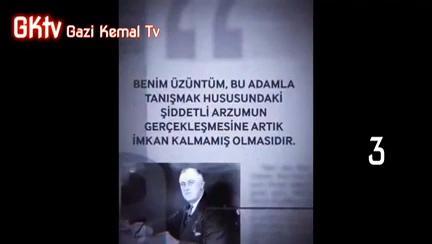 GKtv Gazi Kemal Tv
BENİM ÜZÜNTÜM, BU ADAMLA
TANIŞMAK HUSUSUNDAKİ
ŞİDDETLİ ARZUMUN
GERÇEKLEŞMESİNE ARTIK
İMKAN KALMAMIŞ OLMASIDIR.
3